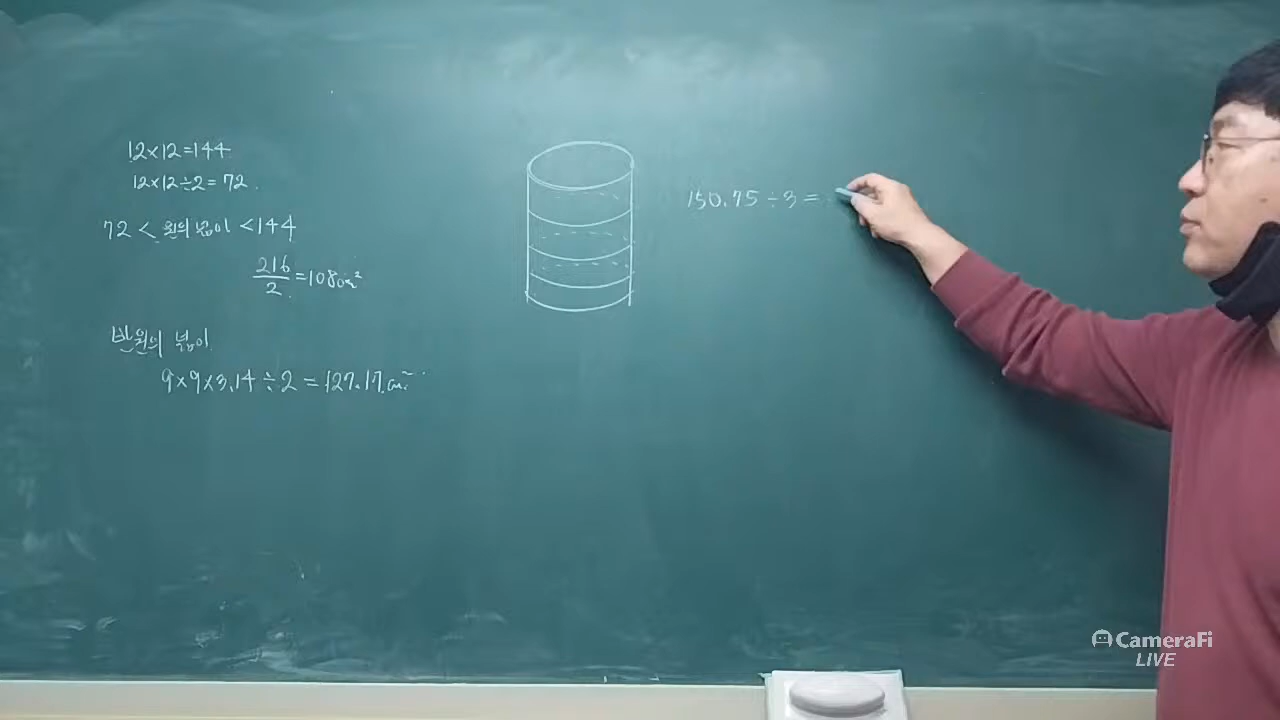 12×12=144
12×12÷2=72
72 < 원의 넓이 <144
216/2=108cm²
반원의 넓이
9×9×3.14÷2=127.17cm²
150.75÷3=
CameraFi
LIVE